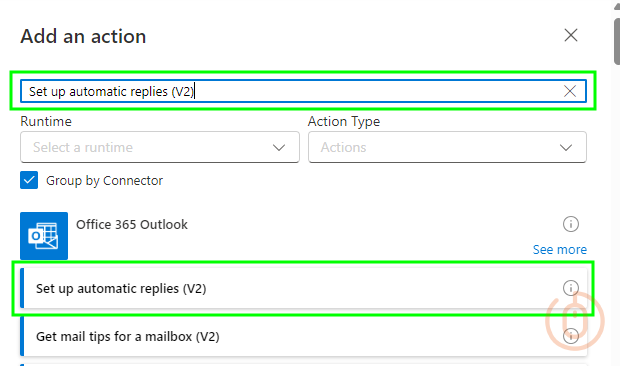 Add an action
Set up automatic replies (V2)
Runtime
Action Type
Select a runtime
Actions
Group by Connector
Office 365 Outlook
See more
Set up automatic replies (V2)
Get mail tips for a mailbox (V2)